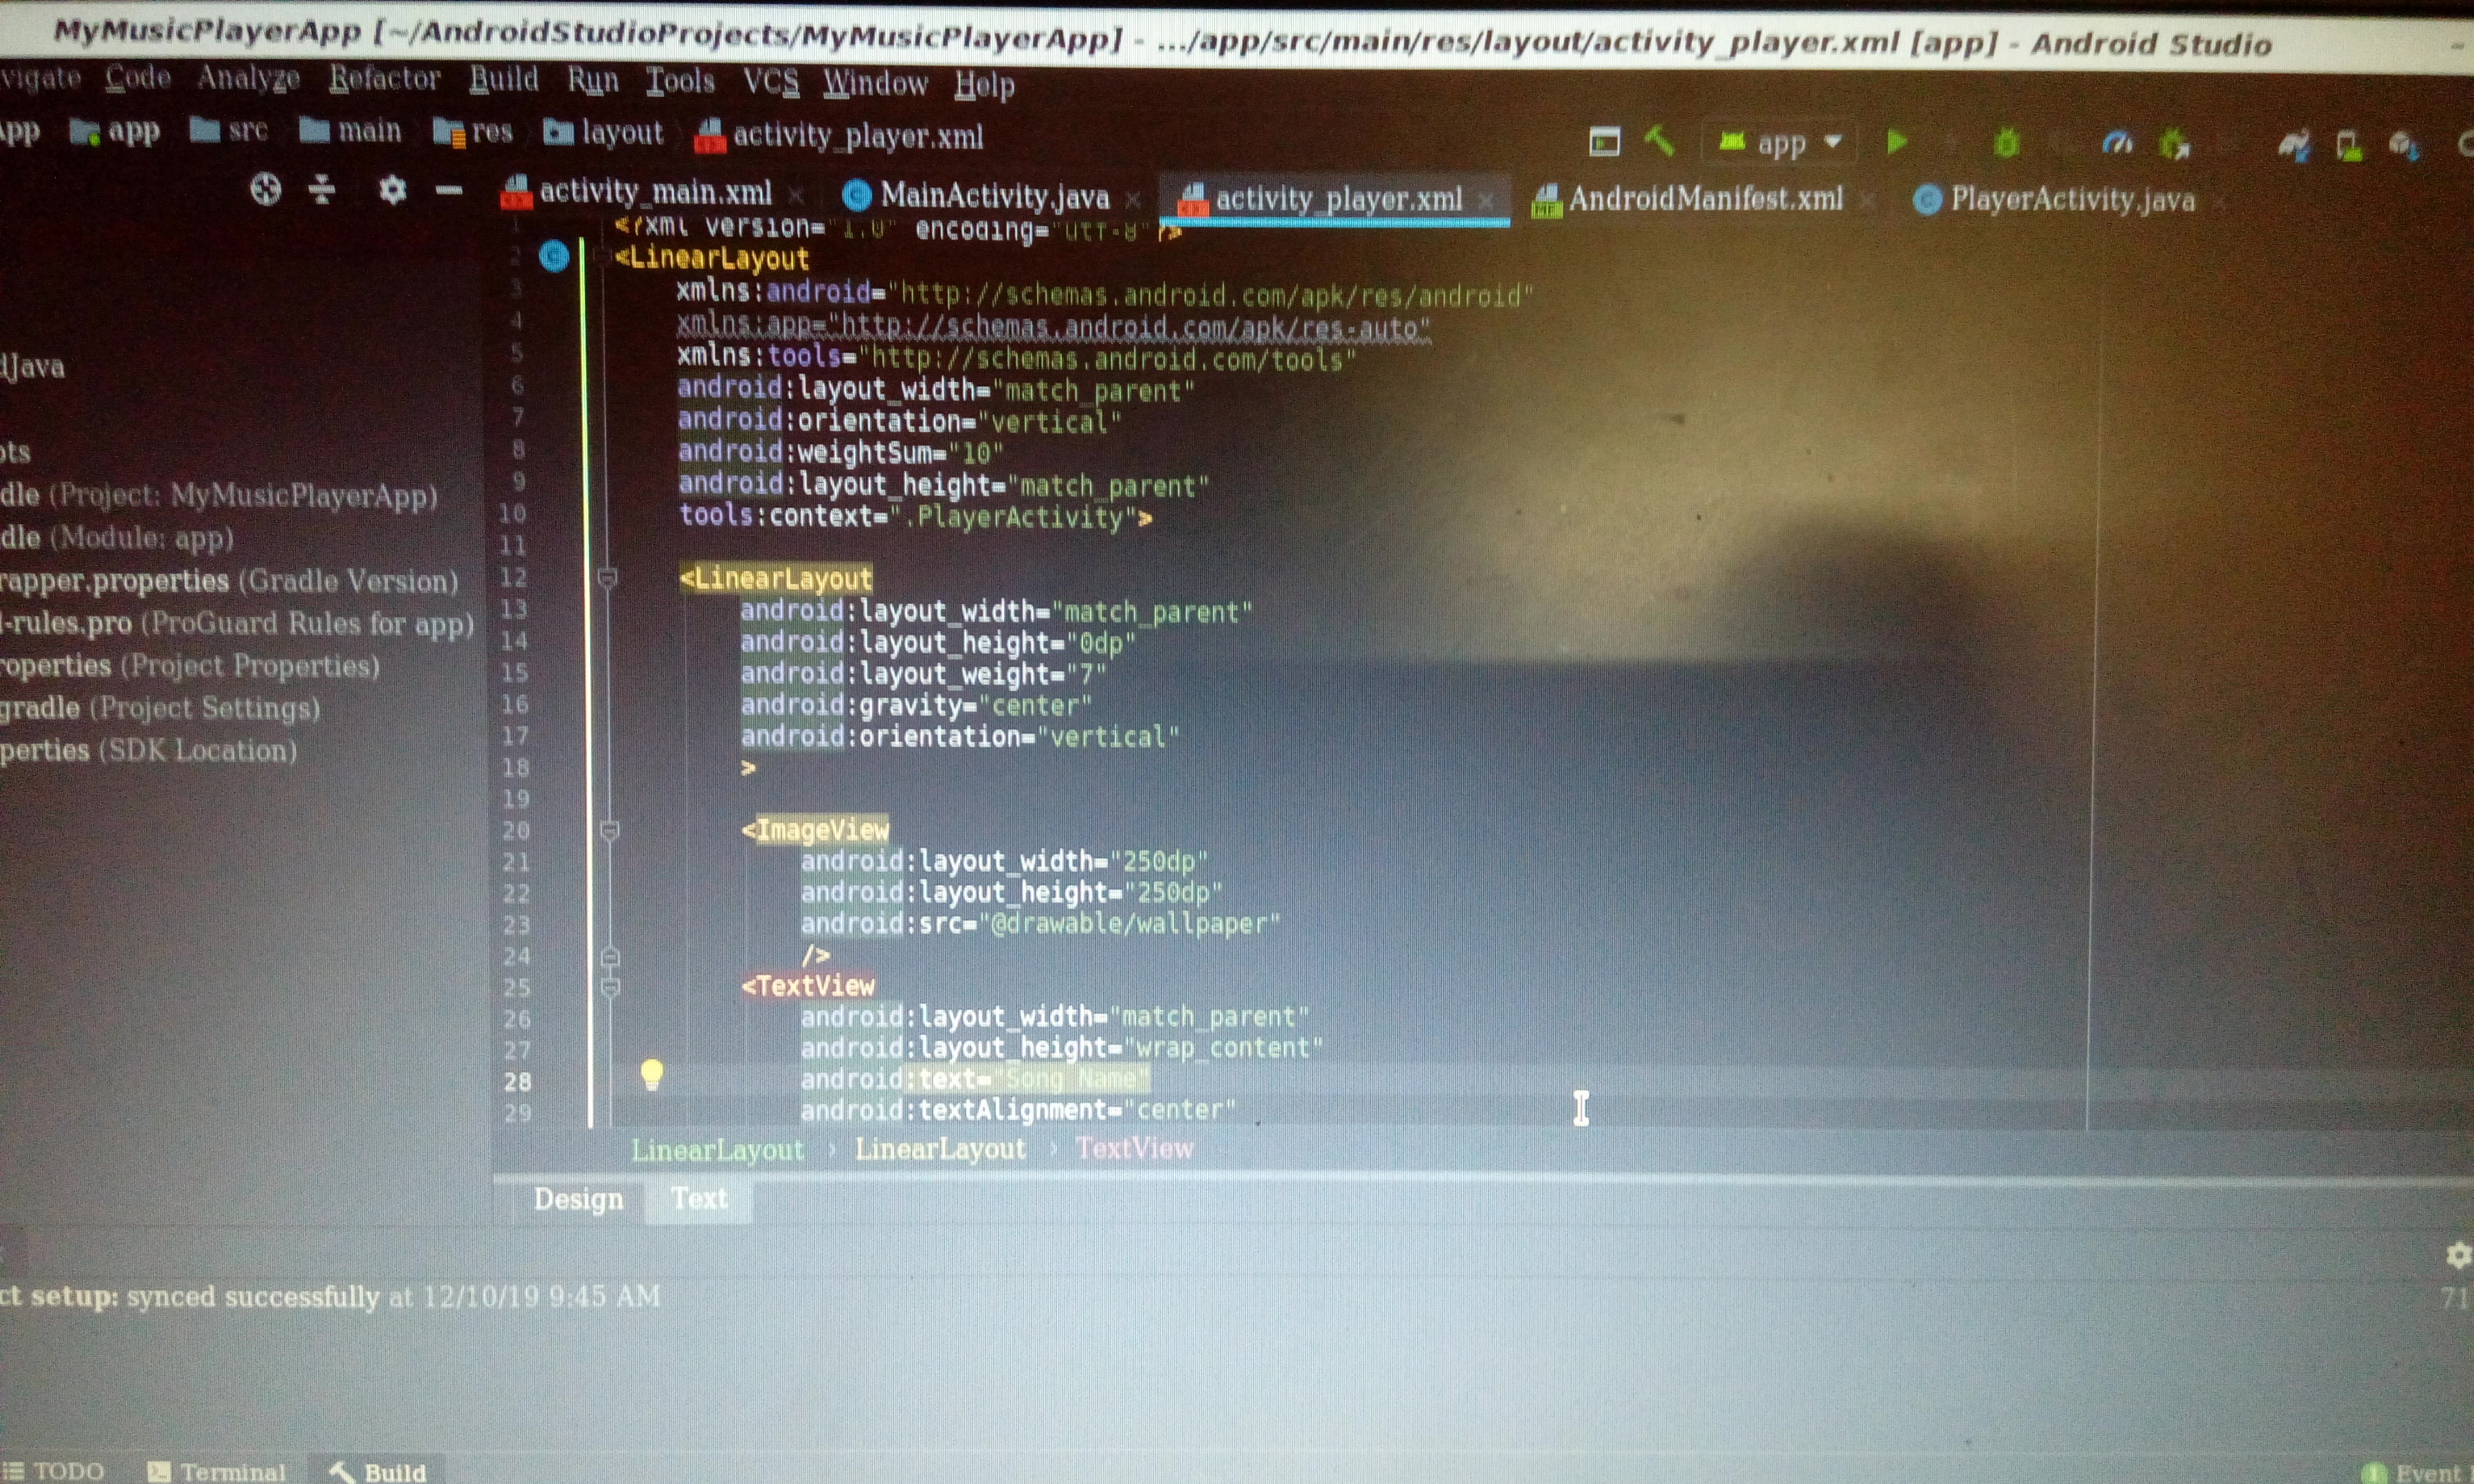 MyMusicPlayerApp [~/AndroidStudioProjects/MyMusicPlayerApp] - .../app/src/main/res/layout/activity_player.xml [app] - Android Studio
vigate Code Analyze Refactor Build Run Tools VCS Window Help
App app src main res layout activity_player.xml app
activity_main.xml MainActivity.java activity_player.xml AndroidManifest.xml PlayerActivity.java
1 <?xml version="1.0" encoding="utf-8"?>
2 <LinearLayout
3 xmlns:android="http://schemas.android.com/apk/res/android"
4 xmlns:app="http://schemas.android.com/apk/res-auto"
5 xmlns:tools="http://schemas.android.com/tools"
6 android:layout_width="match_parent"
7 android:orientation="vertical"
8 android:weightSum="10"
9 android:layout_height="match_parent"
10 tools:context=".PlayerActivity">
11
12 <LinearLayout
13 android:layout_width="match_parent"
14 android:layout_height="0dp"
15 android:layout_weight="7"
16 android:gravity="center"
17 android:orientation="vertical"
18 >
19
20 <ImageView
21 android:layout_width="250dp"
22 android:layout_height="250dp"
23 android:src="@drawable/wallpaper"
24 />
25 <TextView
26 android:layout_width="match_parent"
27 android:layout_height="wrap_content"
28 android:text="Song Name"
29 android:textAlignment="center"
dJava
pts
dle (Project: MyMusicPlayerApp)
dle (Module: app)
rapper.properties (Gradle Version)
-rules.pro (ProGuard Rules for app)
roperties (Project Properties)
gradle (Project Settings)
perties (SDK Location)
LinearLayout › LinearLayout › TextView
Design Text
ct setup: synced successfully at 12/10/19 9:45 AM
71
TODO Terminal Build
Event